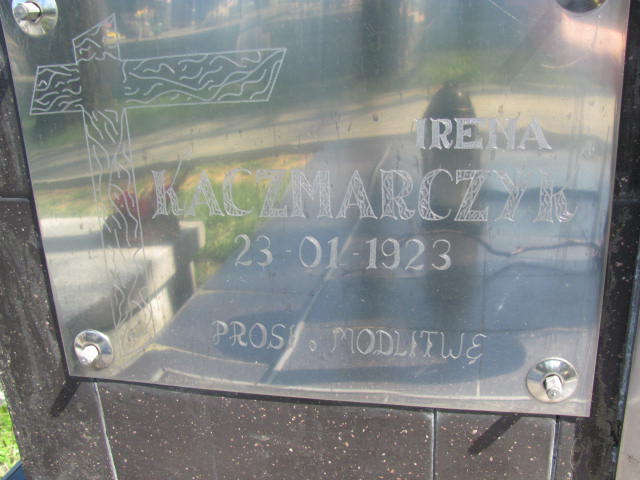 IRENA
KACZMARCZYK
23-01-1923
PROSI o MODLITWĘ